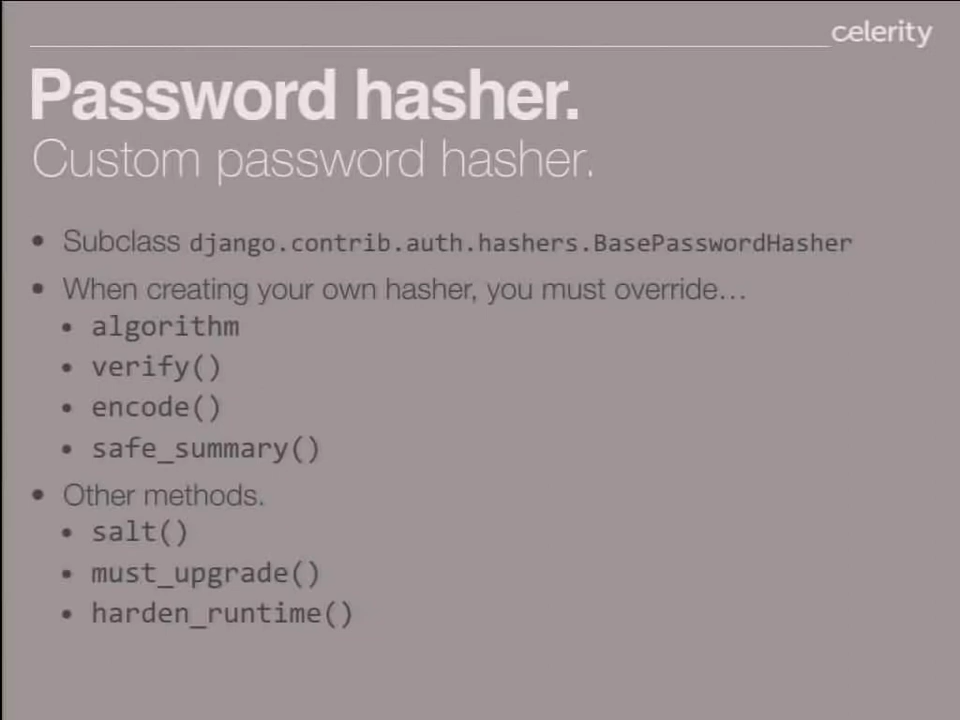 celerity
Password hasher.
Custom password hasher.
• Subclass django.contrib.auth.hashers.BasePasswordHasher
• When creating your own hasher, you must override…
• algorithm
• verify()
• encode()
• safe_summary()
• Other methods.
• salt()
• must_upgrade()
• harden_runtime()